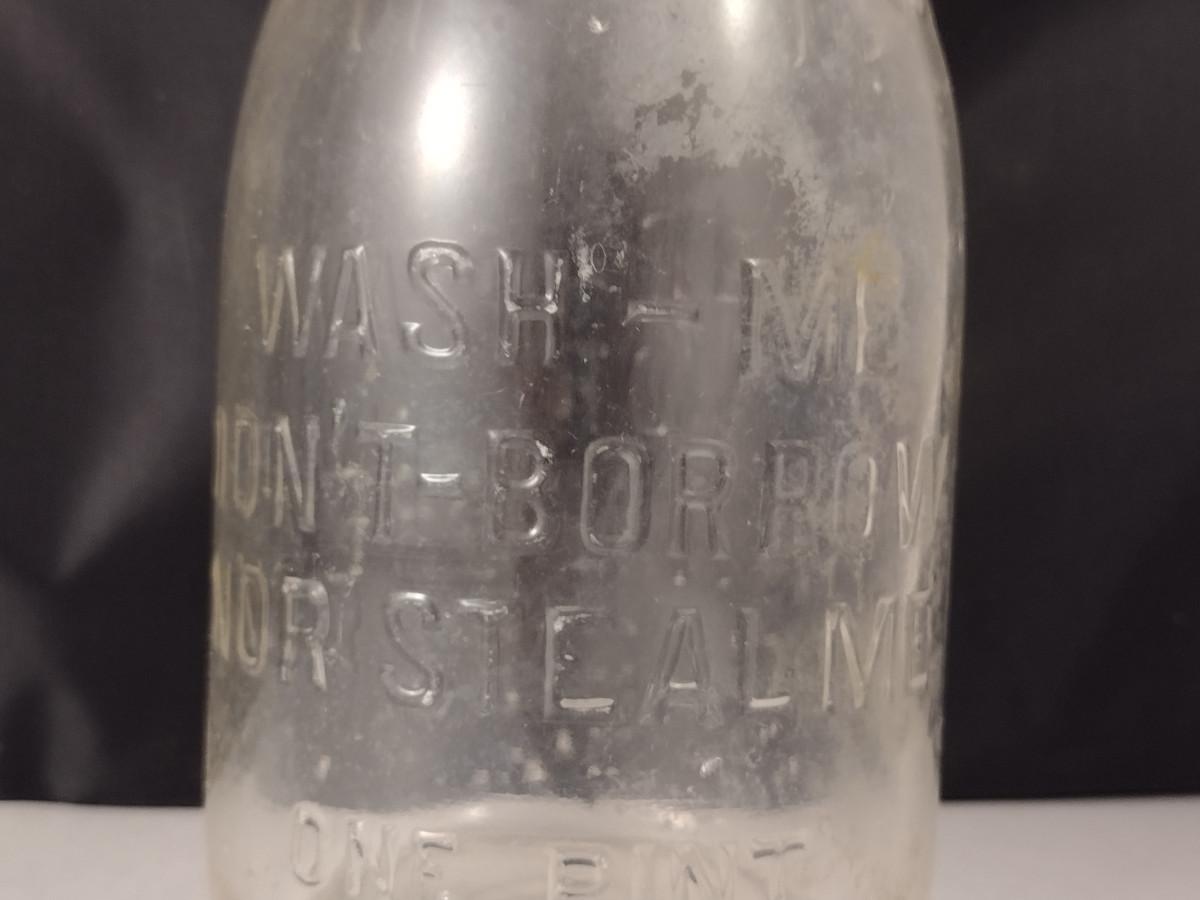 WASH - ME
DON'T - BORROW
NOR STEAL ME
ONE PINT